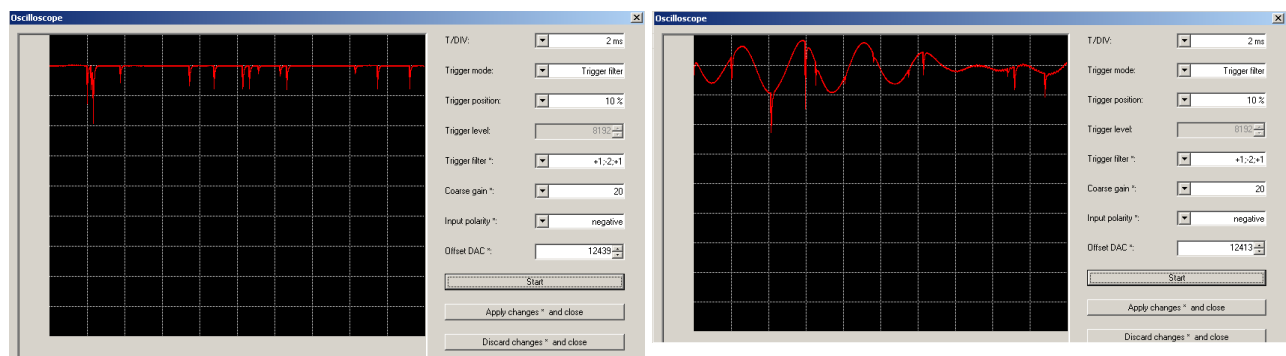 Oscilloscope
T/DIV: 2 ms
Trigger mode: Trigger filter
Trigger position: 10 %
Trigger level: 8192
Trigger filter *: +1;-2;+1
Coarse gain *: 20
Input polarity *: negative
Offset DAC *: 12439
Start
Apply changes * and close
Discard changes * and close
Oscilloscope
T/DIV: 2 ms
Trigger mode: Trigger filter
Trigger position: 10 %
Trigger level: 8192
Trigger filter *: +1;-2;+1
Coarse gain *: 20
Input polarity *: negative
Offset DAC *: 12413
Start
Apply changes * and close
Discard changes * and close